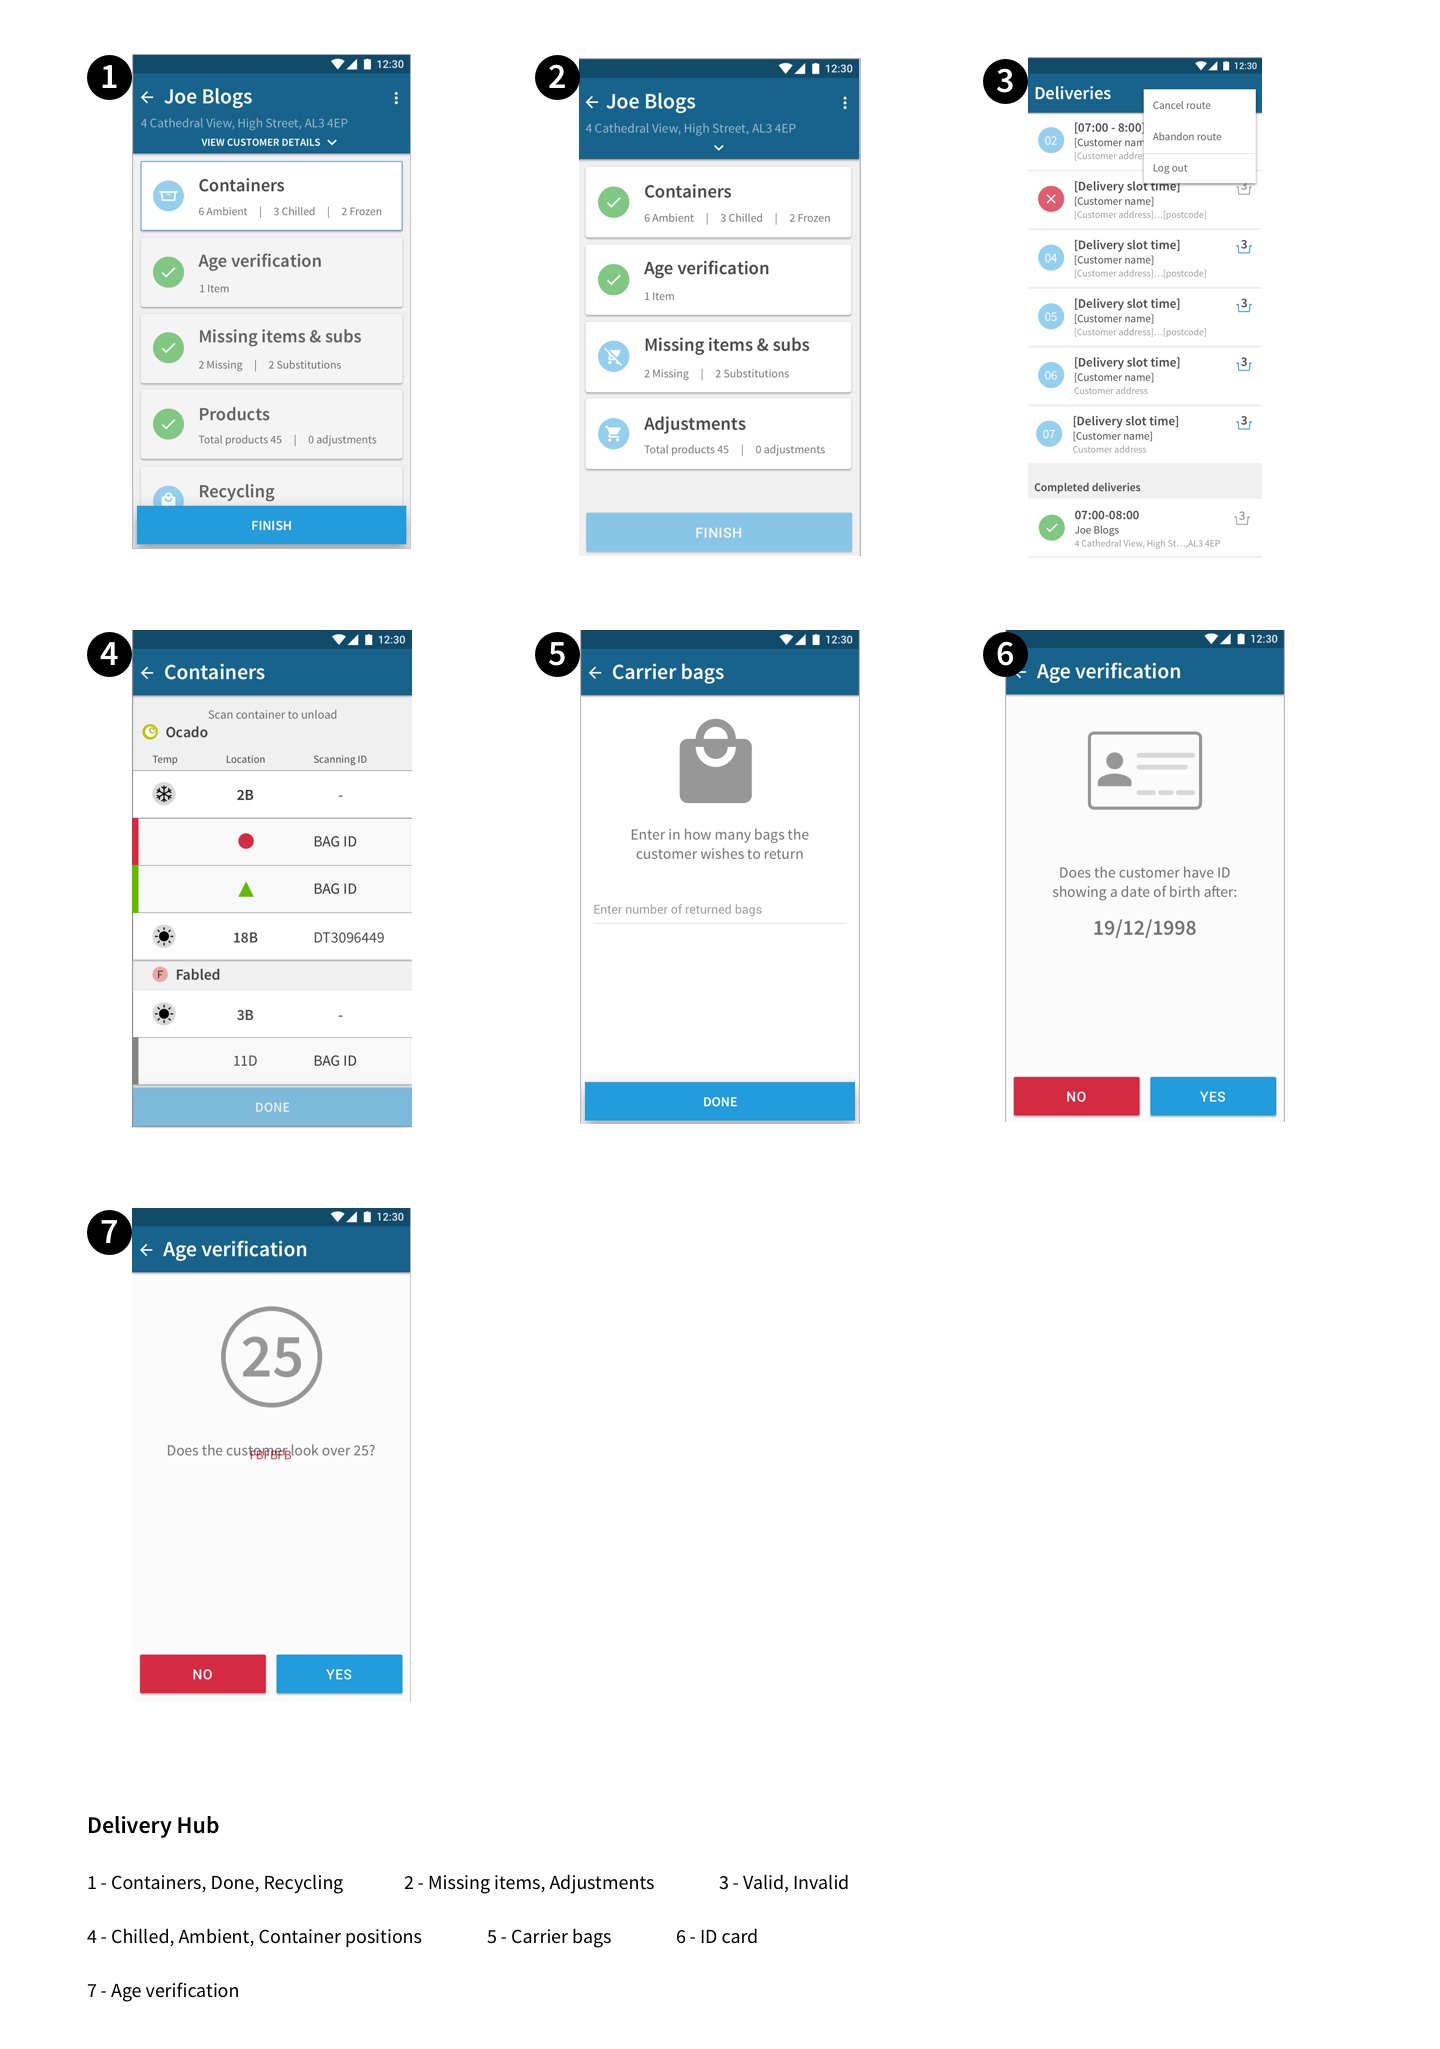 1
12:30
Joe Blogs
4 Cathedral View, High Street, AL3 4EP
VIEW CUSTOMER DETAILS
Containers
6 Ambient | 3 Chilled | 2 Frozen
Age verification
1 Item
Missing items & subs
2 Missing | 2 Substitutions
Products
Total products 45 | 0 adjustments
Recycling
FINISH
2
12:30
Joe Blogs
4 Cathedral View, High Street, AL3 4EP
Containers
6 Ambient | 3 Chilled | 2 Frozen
Age verification
1 Item
Missing items & subs
2 Missing | 2 Substitutions
Adjustments
Total products 45 | 0 adjustments
FINISH
3
12:30
Deliveries
Cancel route
Abandon route
Log out
02
[07:00 - 8:00]
[Customer nam
[Customer addre
[Delivery slot time]
3
[Customer name]
[Customer address]...[postcode]
04
[Delivery slot time]
3
[Customer name]
[Customer address]...[postcode]
05
[Delivery slot time]
3
[Customer name]
[Customer address]...[postcode]
06
[Delivery slot time]
3
[Customer name]
Customer address
07
[Delivery slot time]
3
[Customer name]
Customer address
Completed deliveries
07:00-08:00
3
Joe Blogs
4 Cathedral View, High St...,AL3 4EP
4
12:30
Containers
Scan container to unload
Ocado
Temp Location Scanning ID
2B -
BAG ID
BAG ID
18B DT3096449
F Fabled
3B -
11D BAG ID
DONE
5
12:30
Carrier bags
Enter in how many bags the
customer wishes to return
Enter number of returned bags
DONE
6
12:30
Age verification
Does the customer have ID
showing a date of birth after:
19/12/1998
NO YES
7
12:30
Age verification
25
Does the customer look over 25?
FBFBFB
NO YES
Delivery Hub
1 - Containers, Done, Recycling 2 - Missing items, Adjustments 3 - Valid, Invalid
4 - Chilled, Ambient, Container positions 5 - Carrier bags 6 - ID card
7 - Age verification